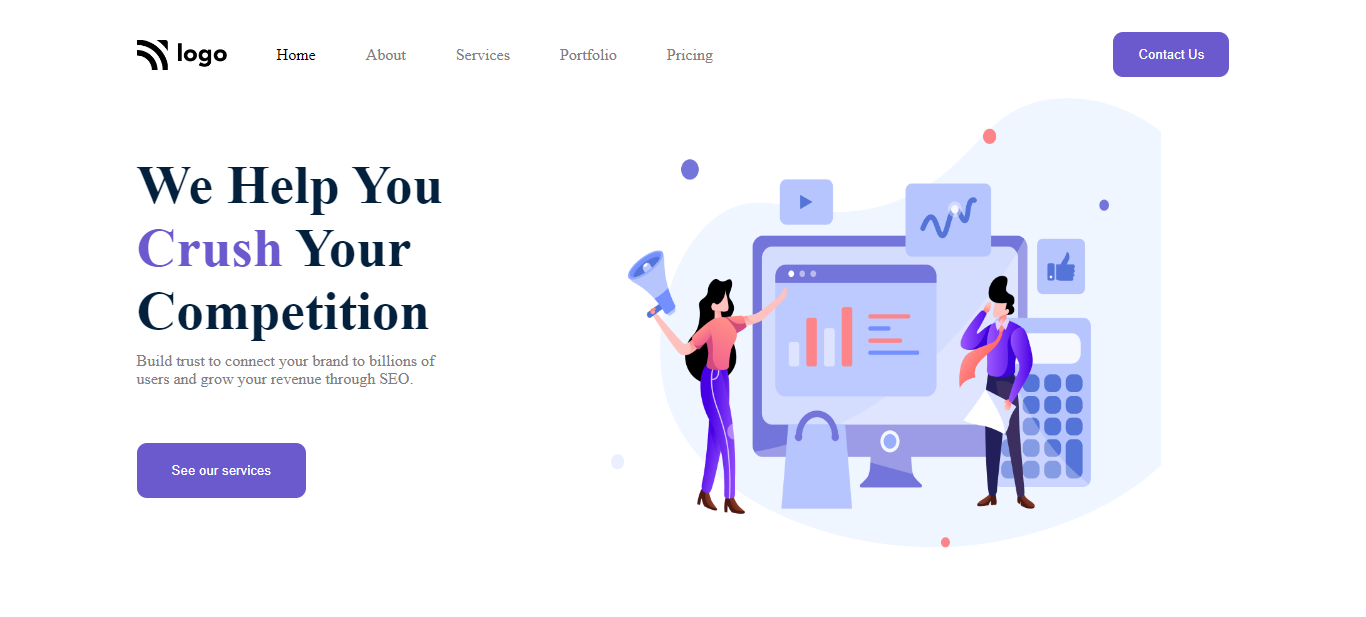 logo
Home
About
Services
Portfolio
Pricing
Contact Us
We Help You
Crush Your
Competition
Build trust to connect your brand to billions of
users and grow your revenue through SEO.
See our services